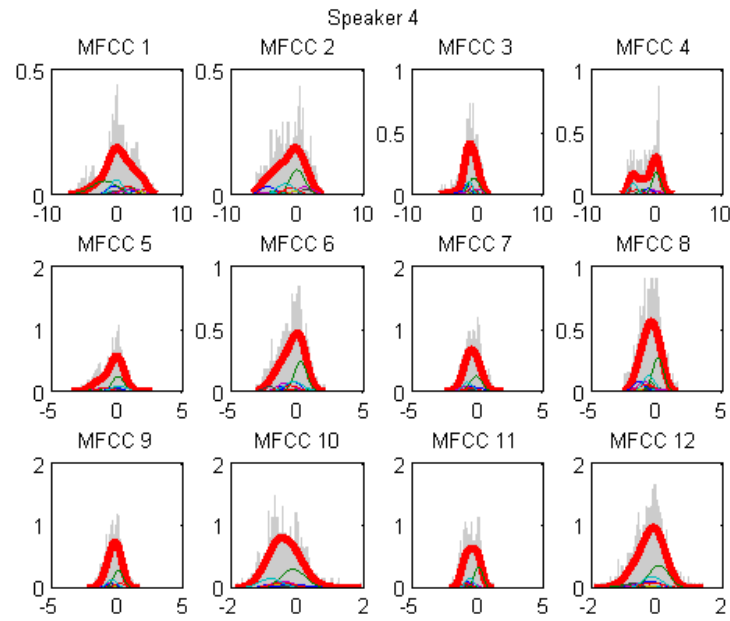 Speaker 4
MFCC 1 MFCC 2 MFCC 3 MFCC 4
0.5 0.5 1 1
0.5 0.5
0 0 0 0
-10 0 10 -10 0 10 -10 0 10 -10 0 10
MFCC 5 MFCC 6 MFCC 7 MFCC 8
2 1 2 1
1 0.5 1 0.5
0 0 0 0
-5 0 5 -5 0 5 -5 0 5 -5 0 5
MFCC 9 MFCC 10 MFCC 11 MFCC 12
2 2 2 2
1 1 1 1
0 0 0 0
-5 0 5 -2 0 2 -5 0 5 -2 0 2